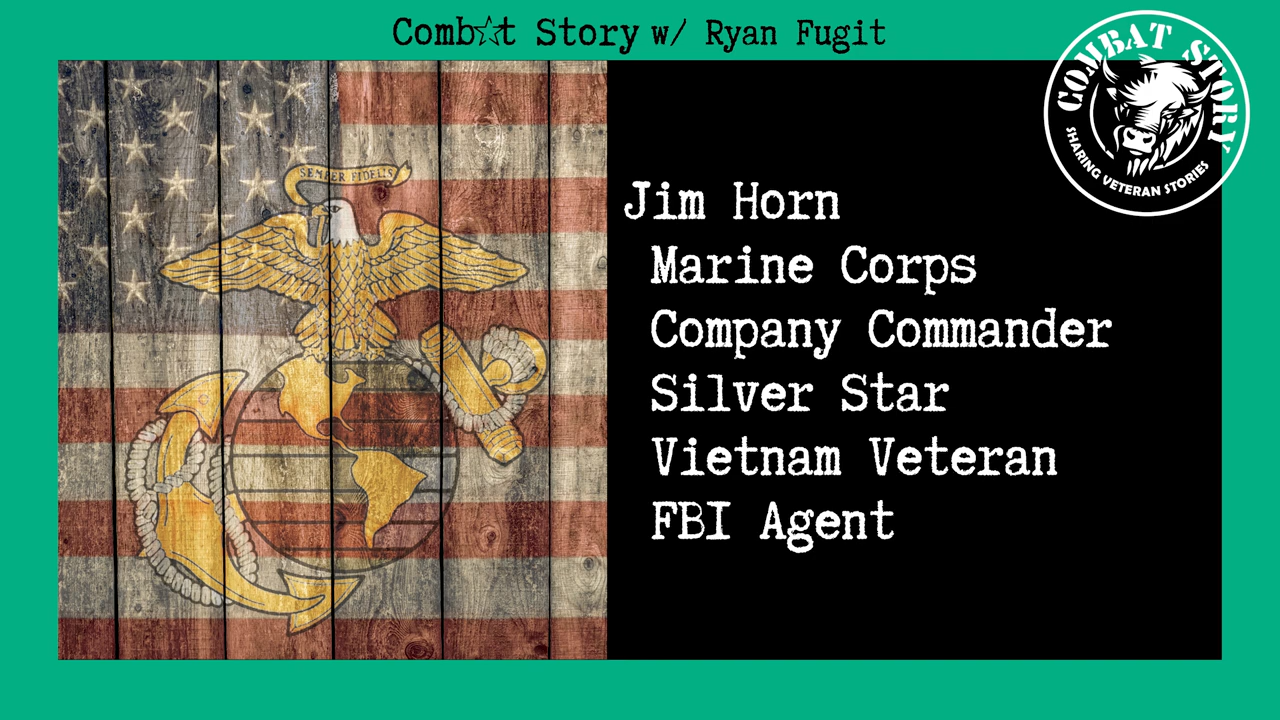 Comb☆t Story w/ Ryan Fugit
COMBAT STORY
SHARING VETERAN STORIES
SEMPER FIDELIS
Jim Horn
Marine Corps
Company Commander
Silver Star
Vietnam Veteran
FBI Agent